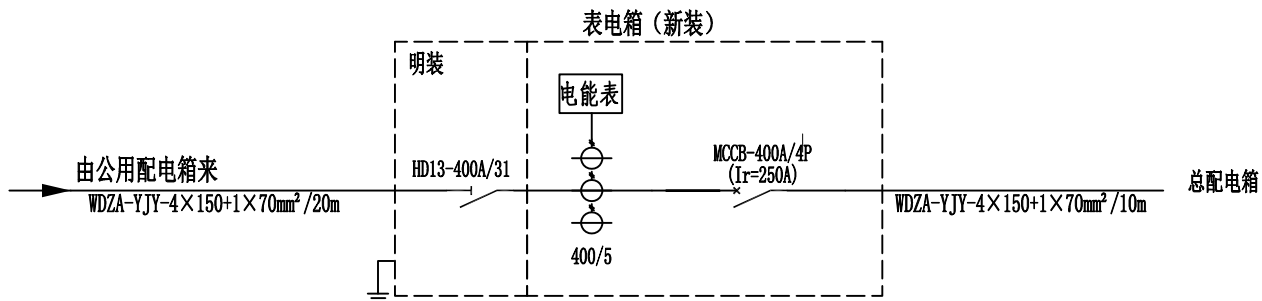 表电箱（新装）
明装
电能表
由公用配电箱来
WDZA-YJY-4×150+1×70mm²/20m
HD13-400A/31
400/5
MCCB-400A/4P
(Ir=250A)
WDZA-YJY-4×150+1×70mm²/10m
总配电箱